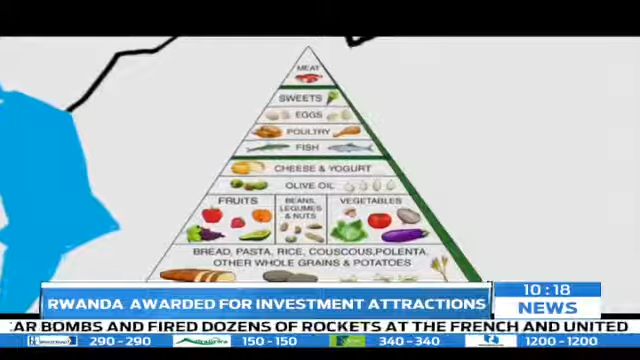 MEAT
SWEETS
EGGS
POULTRY
FISH
CHEESE & YOGURT
OLIVE OIL
FRUITS
BEANS,
LEGUMES
& NUTS
VEGETABLES
BREAD, PASTA, RICE, COUSCOUS,POLENTA,
OTHER WHOLE GRAINS & POTATOES
RWANDA AWARDED FOR INVESTMENT ATTRACTIONS
10:18
NEWS
AR BOMBS AND FIRED DOZENS OF ROCKETS AT THE FRENCH AND UNITED
290-290 150-150 340-340 1200-1200